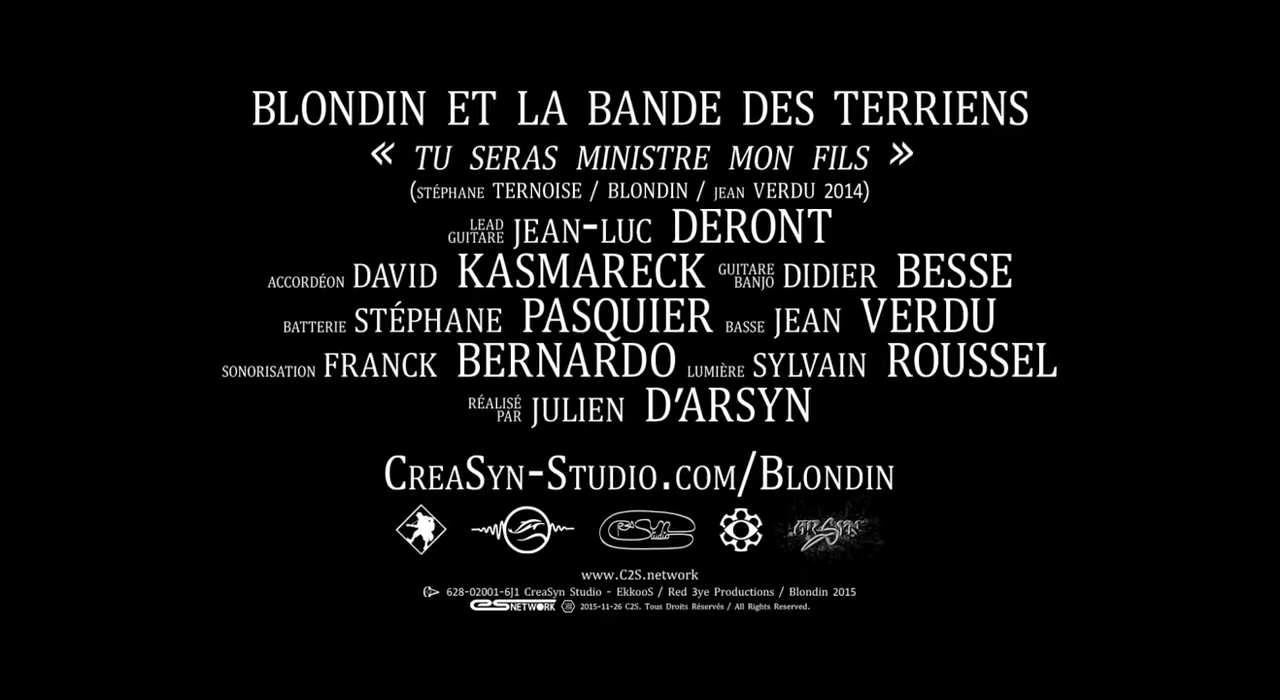 BLONDIN ET LA BANDE DES TERRIENS
« TU SERAS MINISTRE MON FILS »
(STÉPHANE TERNOISE / BLONDIN / JEAN VERDU 2014)
LEAD GUITARE JEAN-LUC DERONT
ACCORDÉON DAVID KASMARECK GUITARE BANJO DIDIER BESSE
BATTERIE STÉPHANE PASQUIER BASSE JEAN VERDU
SONORISATION FRANCK BERNARDO LUMIÈRE SYLVAIN ROUSSEL
RÉALISÉ PAR JULIEN D'ARSYN
CREASYN-STUDIO.COM/BLONDIN
www.C2S.network
628-02001-6J1 CreaSyn Studio - EkkooS / Red 3ye Productions / Blondin 2015
NETWORK 2015-11-26 C2S. Tous Droits Réservés / All Rights Reserved.